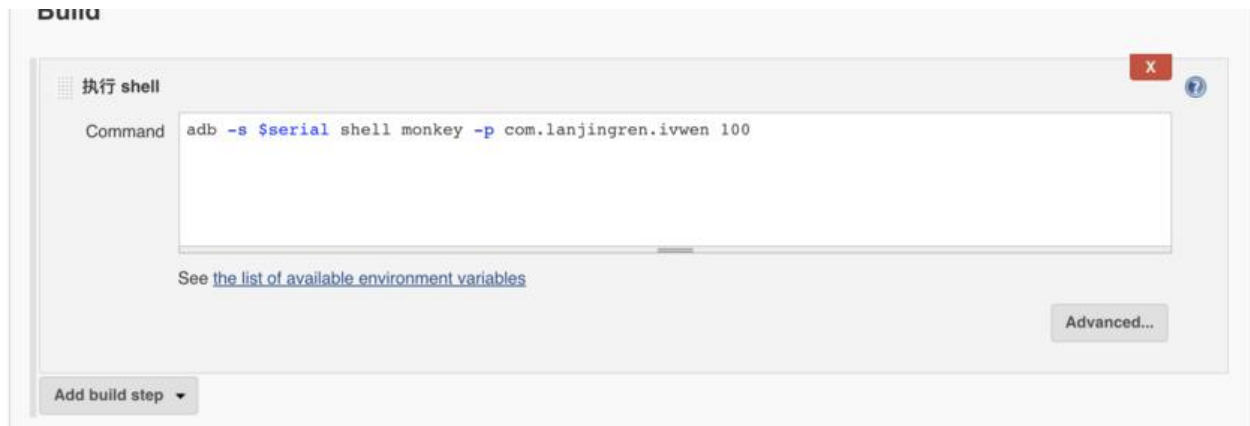 Build
X
执行 shell
Command
adb -s $serial shell monkey -p com.lanjingren.ivwen 100
See the list of available environment variables
Advanced...
Add build step